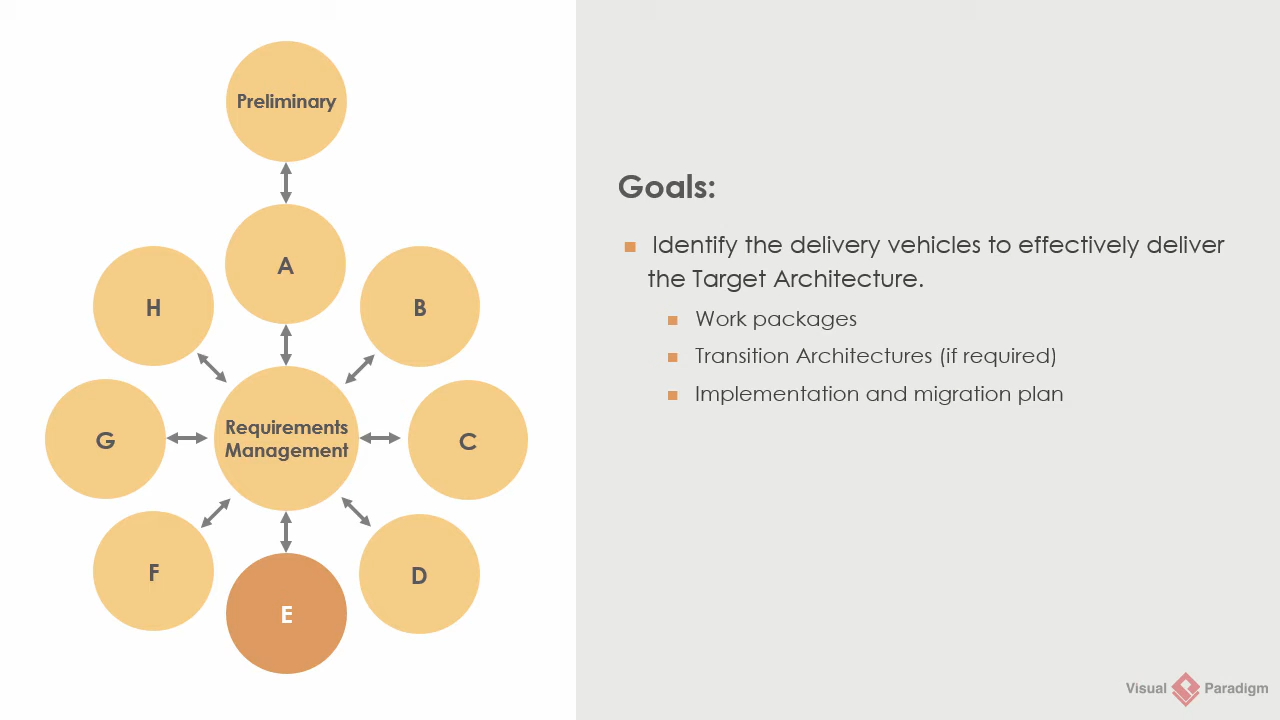 Preliminary
A
H
B
Requirements
Management
G
C
F
D
E
Goals:
Identify the delivery vehicles to effectively deliver
the Target Architecture.
Work packages
Transition Architectures (if required)
Implementation and migration plan
Visual Paradigm